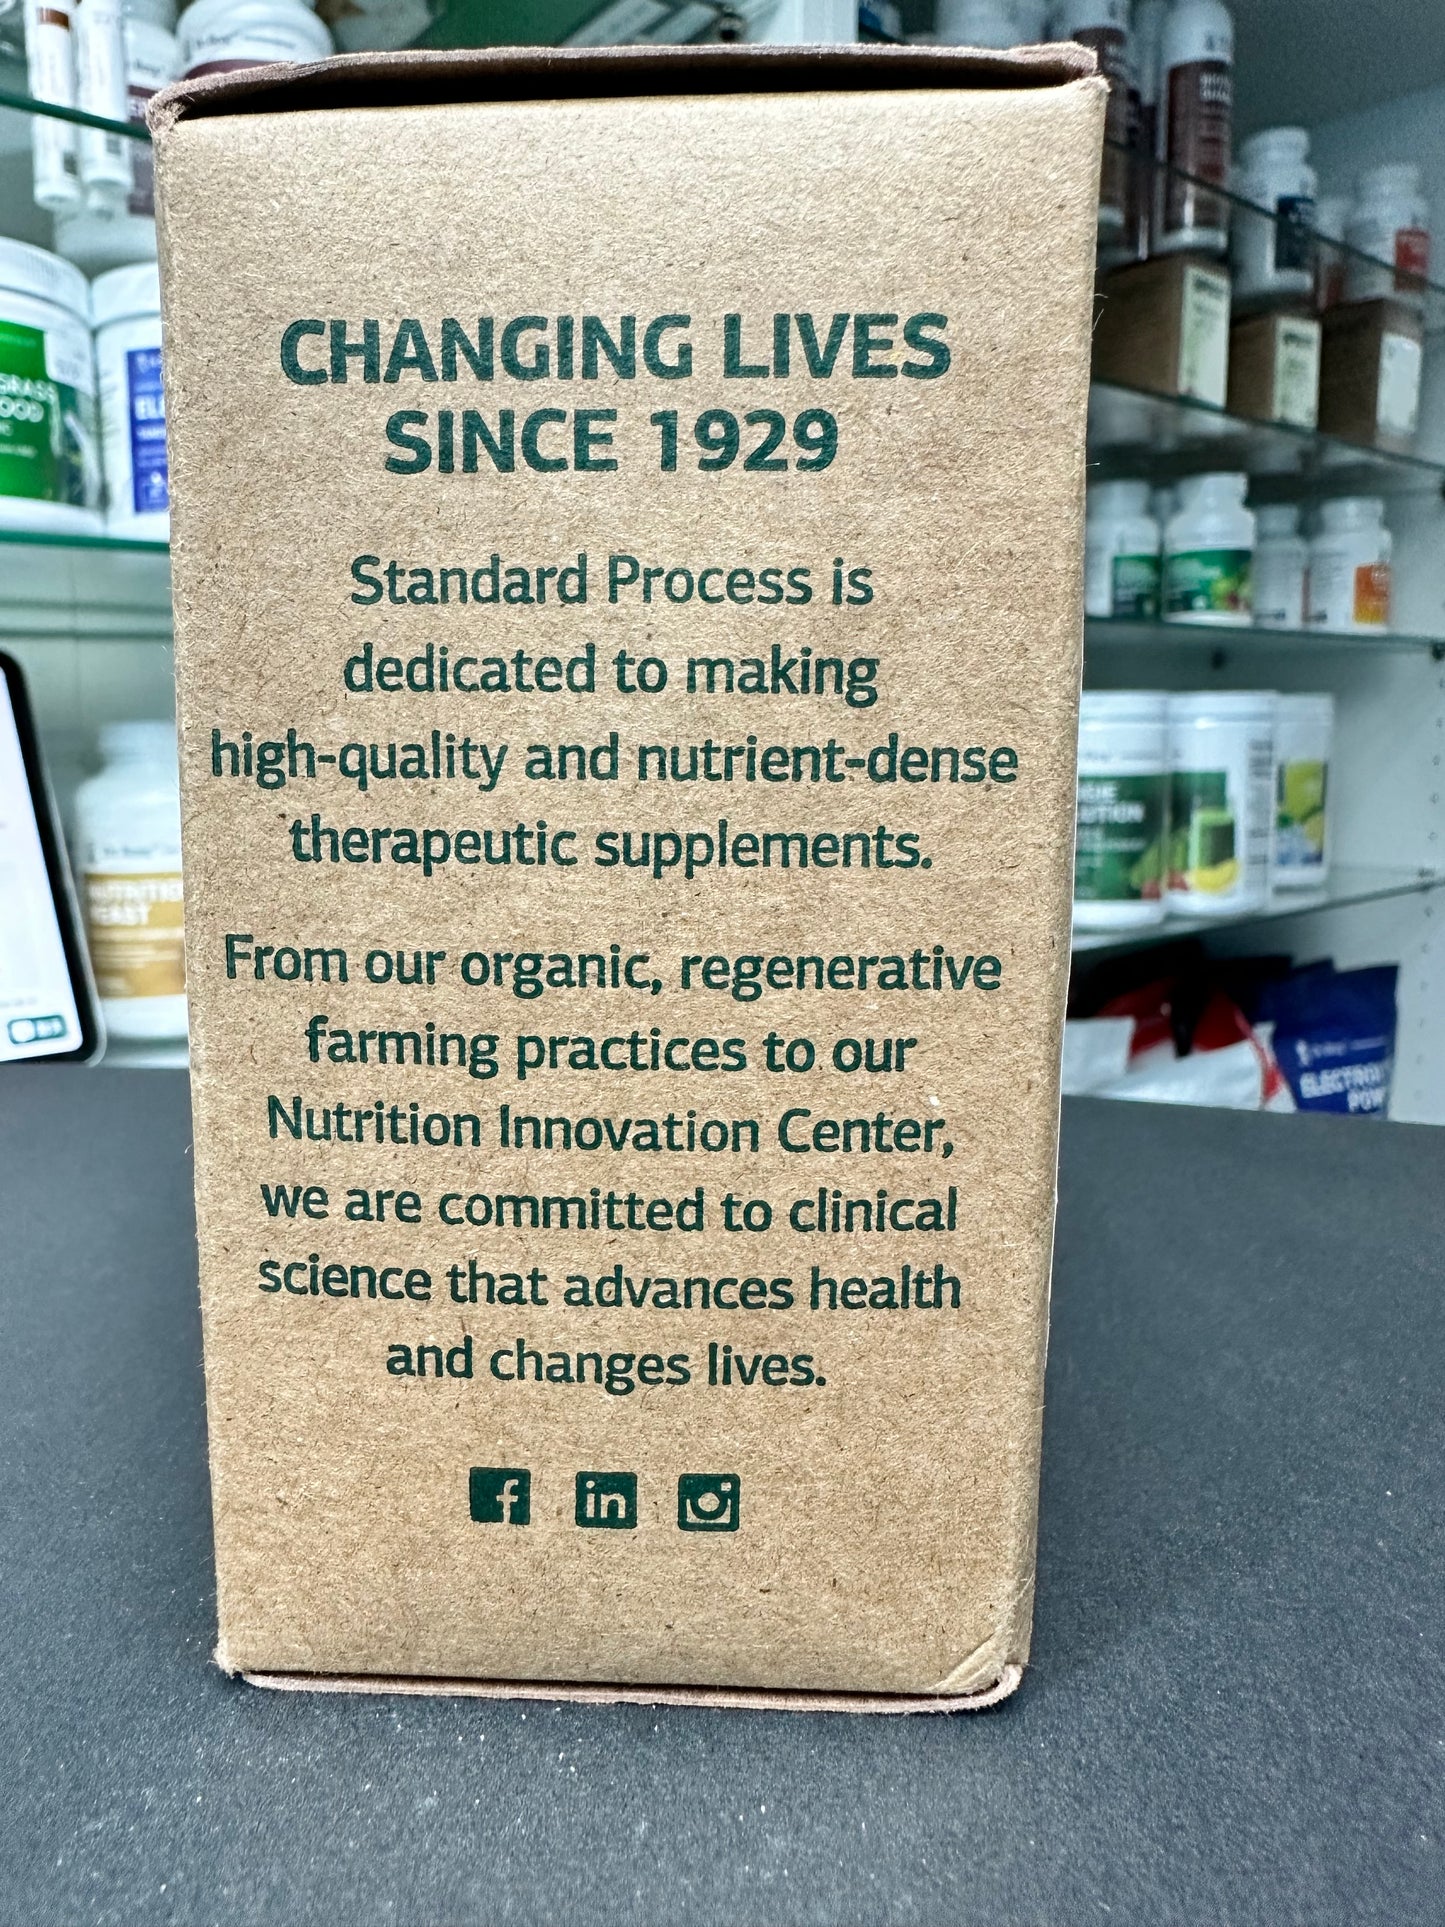 CHANGING LIVES
SINCE 1929
Standard Process is
dedicated to making
high-quality and nutrient-dense
therapeutic supplements.
From our organic, regenerative
farming practices to our
Nutrition Innovation Center,
we are committed to clinical
science that advances health
and changes lives.
f in